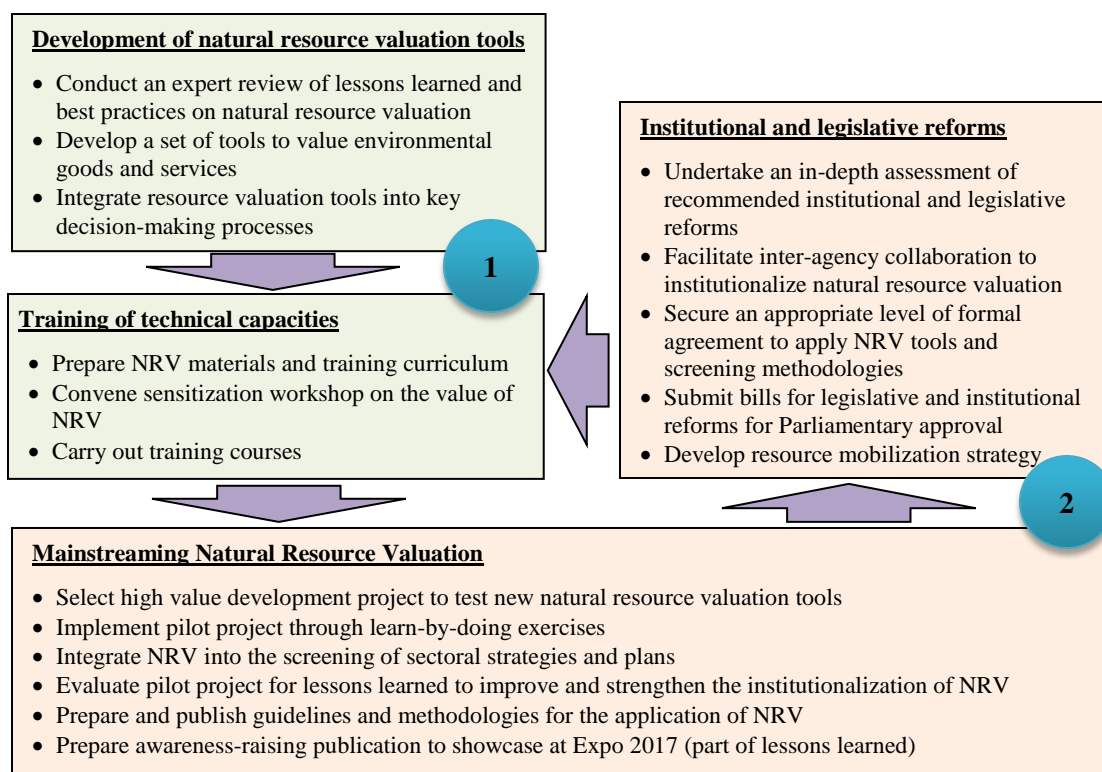 Development of natural resource valuation tools
• Conduct an expert review of lessons learned and
best practices on natural resource valuation
• Develop a set of tools to value environmental
goods and services
• Integrate resource valuation tools into key
decision-making processes
1
Training of technical capacities
• Prepare NRV materials and training curriculum
• Convene sensitization workshop on the value of
NRV
• Carry out training courses
Institutional and legislative reforms
• Undertake an in-depth assessment of
recommended institutional and legislative
reforms
• Facilitate inter-agency collaboration to
institutionalize natural resource valuation
• Secure an appropriate level of formal
agreement to apply NRV tools and
screening methodologies
• Submit bills for legislative and institutional
reforms for Parliamentary approval
• Develop resource mobilization strategy
2
Mainstreaming Natural Resource Valuation
• Select high value development project to test new natural resource valuation tools
• Implement pilot project through learn-by-doing exercises
• Integrate NRV into the screening of sectoral strategies and plans
• Evaluate pilot project for lessons learned to improve and strengthen the institutionalization of NRV
• Prepare and publish guidelines and methodologies for the application of NRV
• Prepare awareness-raising publication to showcase at Expo 2017 (part of lessons learned)